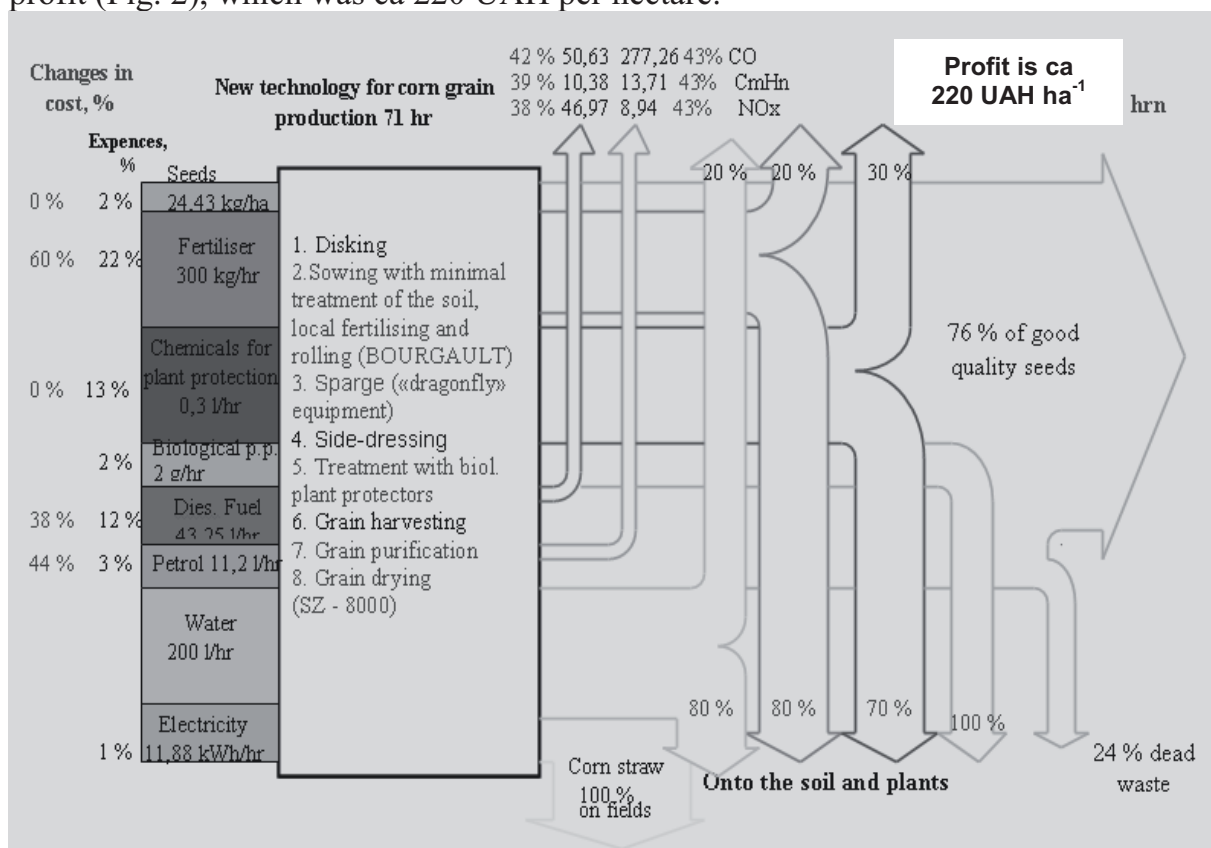 profit (Fig. 2), which was ca 220 UAH per hectare.
42 % 50,63 277,26 43% CO
39 % 10,38 13,71 43% CmHn
38 % 46,97 8,94 43% NOx
Profit is ca
220 UAH ha-1
hrn
Changes in
cost, %
New technology for corn grain
production 71 hr
Expences,
%
Seeds
24,43 kg/ha
0 % 2 %
Fertiliser
300 kg/hr
60 % 22 %
Chemicals for
plant protection
0,3 l/hr
0 % 13 %
Biological p.p.
2 g/hr
2 %
Dies. Fuel
43,25 l/hr
38 % 12 %
Petrol 11,2 l/hr
44 % 3 %
Water
200 l/hr
Electricity
11,88 kWh/hr
1 %
1. Disking
2.Sowing with minimal
treatment of the soil,
local fertilising and
rolling (BOURGAULT)
3. Sparge («dragonfly»
equipment)
4. Side-dressing
5. Treatment with biol.
plant protectors
6. Grain harvesting
7. Grain purification
8. Grain drying
(SZ - 8000)
20 % 20 % 30 %
76 % of good
quality seeds
80 % 80 % 70 % 100 %
24 % dead
waste
Corn straw
100 %
on fields
Onto the soil and plants